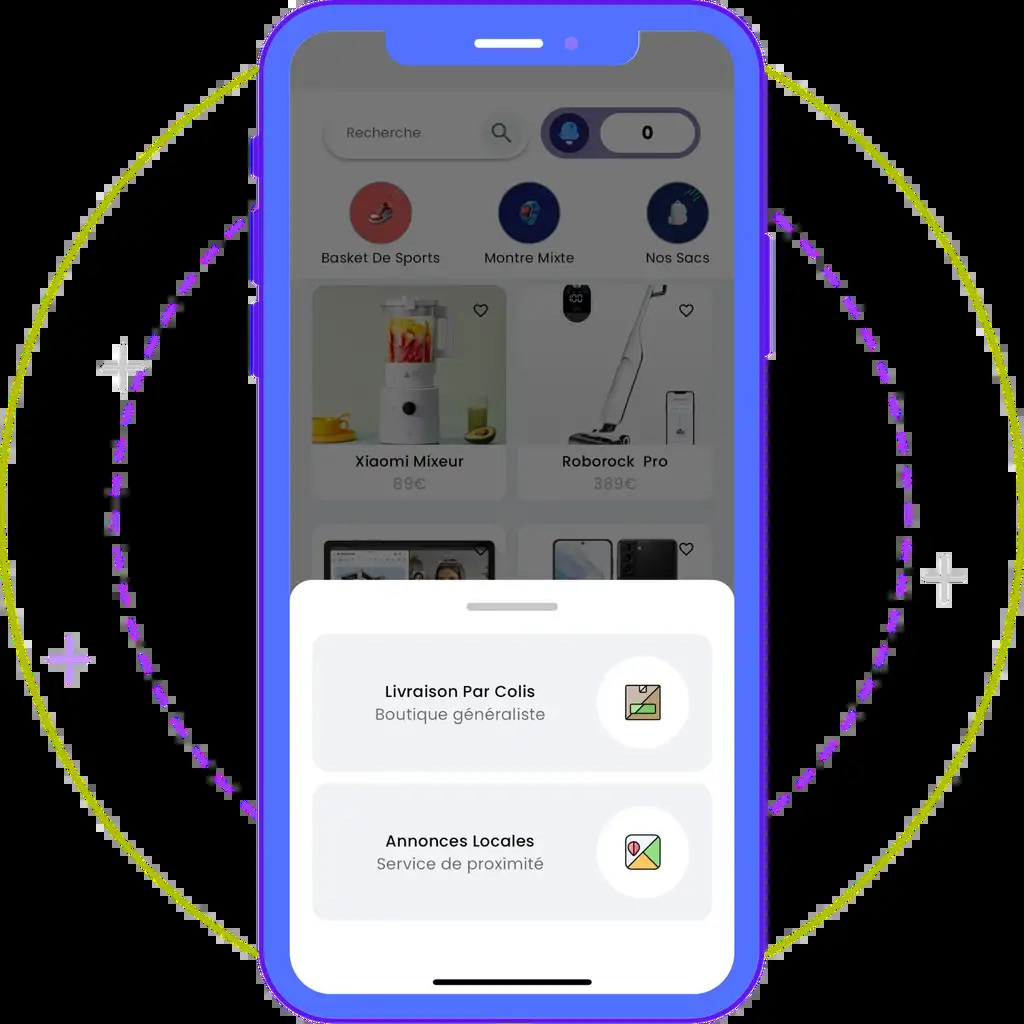 Recherche
0
Basket De Sports
Montre Mixte
Nos Sacs
100
Xiaomi Mixeur
89€
Roborock Pro
389€
Livraison Par Colis
Boutique généraliste
Annonces Locales
Service de proximité